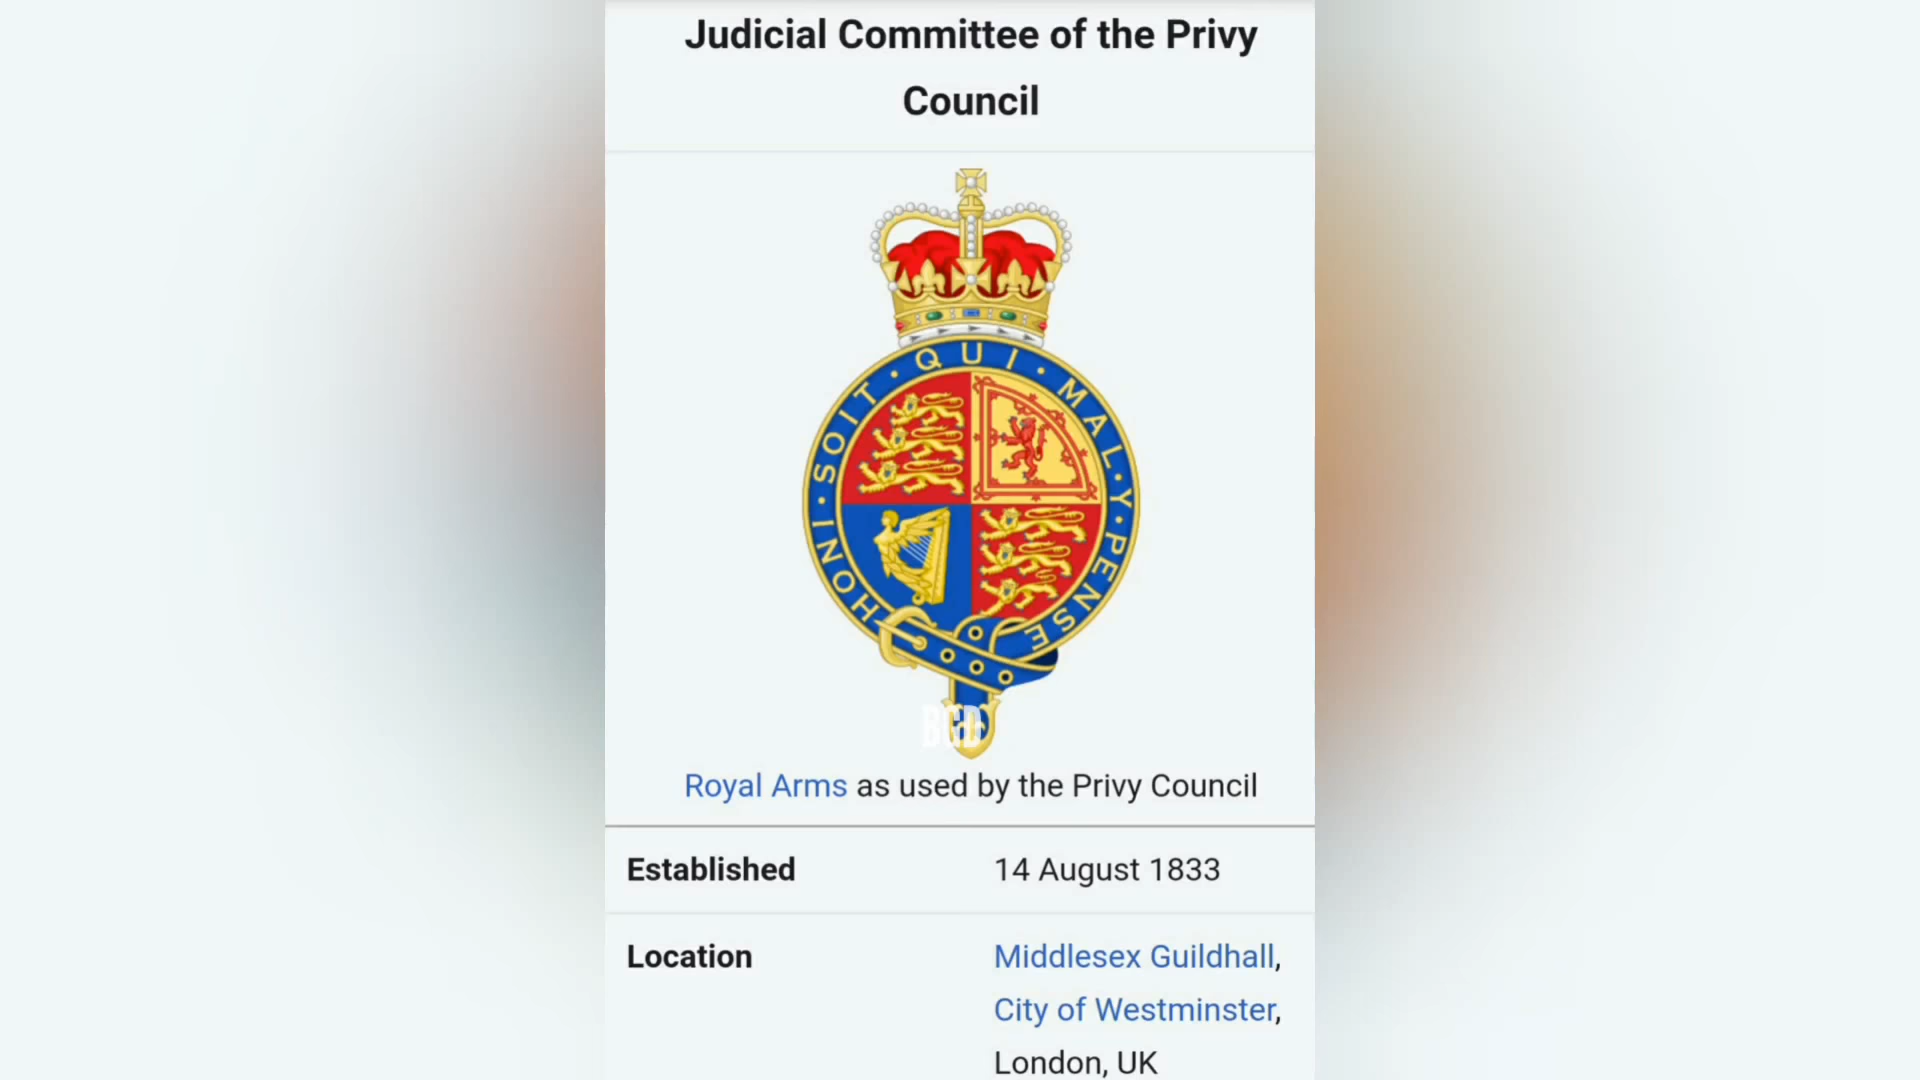 Judicial Committee of the Privy
Council
HONI · SOIT · QUI · MAL · Y · PENSE
BGD
Royal Arms as used by the Privy Council
Established 14 August 1833
Location Middlesex Guildhall,
City of Westminster,
London, UK